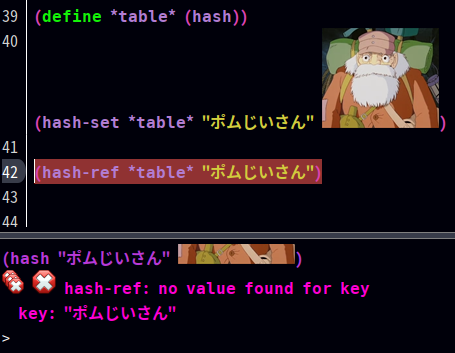 39 (define *table* (hash))
40
(hash-set *table* "ポムじいさん" )
41
42 (hash-ref *table* "ポムじいさん")
43
44
(hash "ポムじいさん" )
hash-ref: no value found for key
key: "ポムじいさん"
>